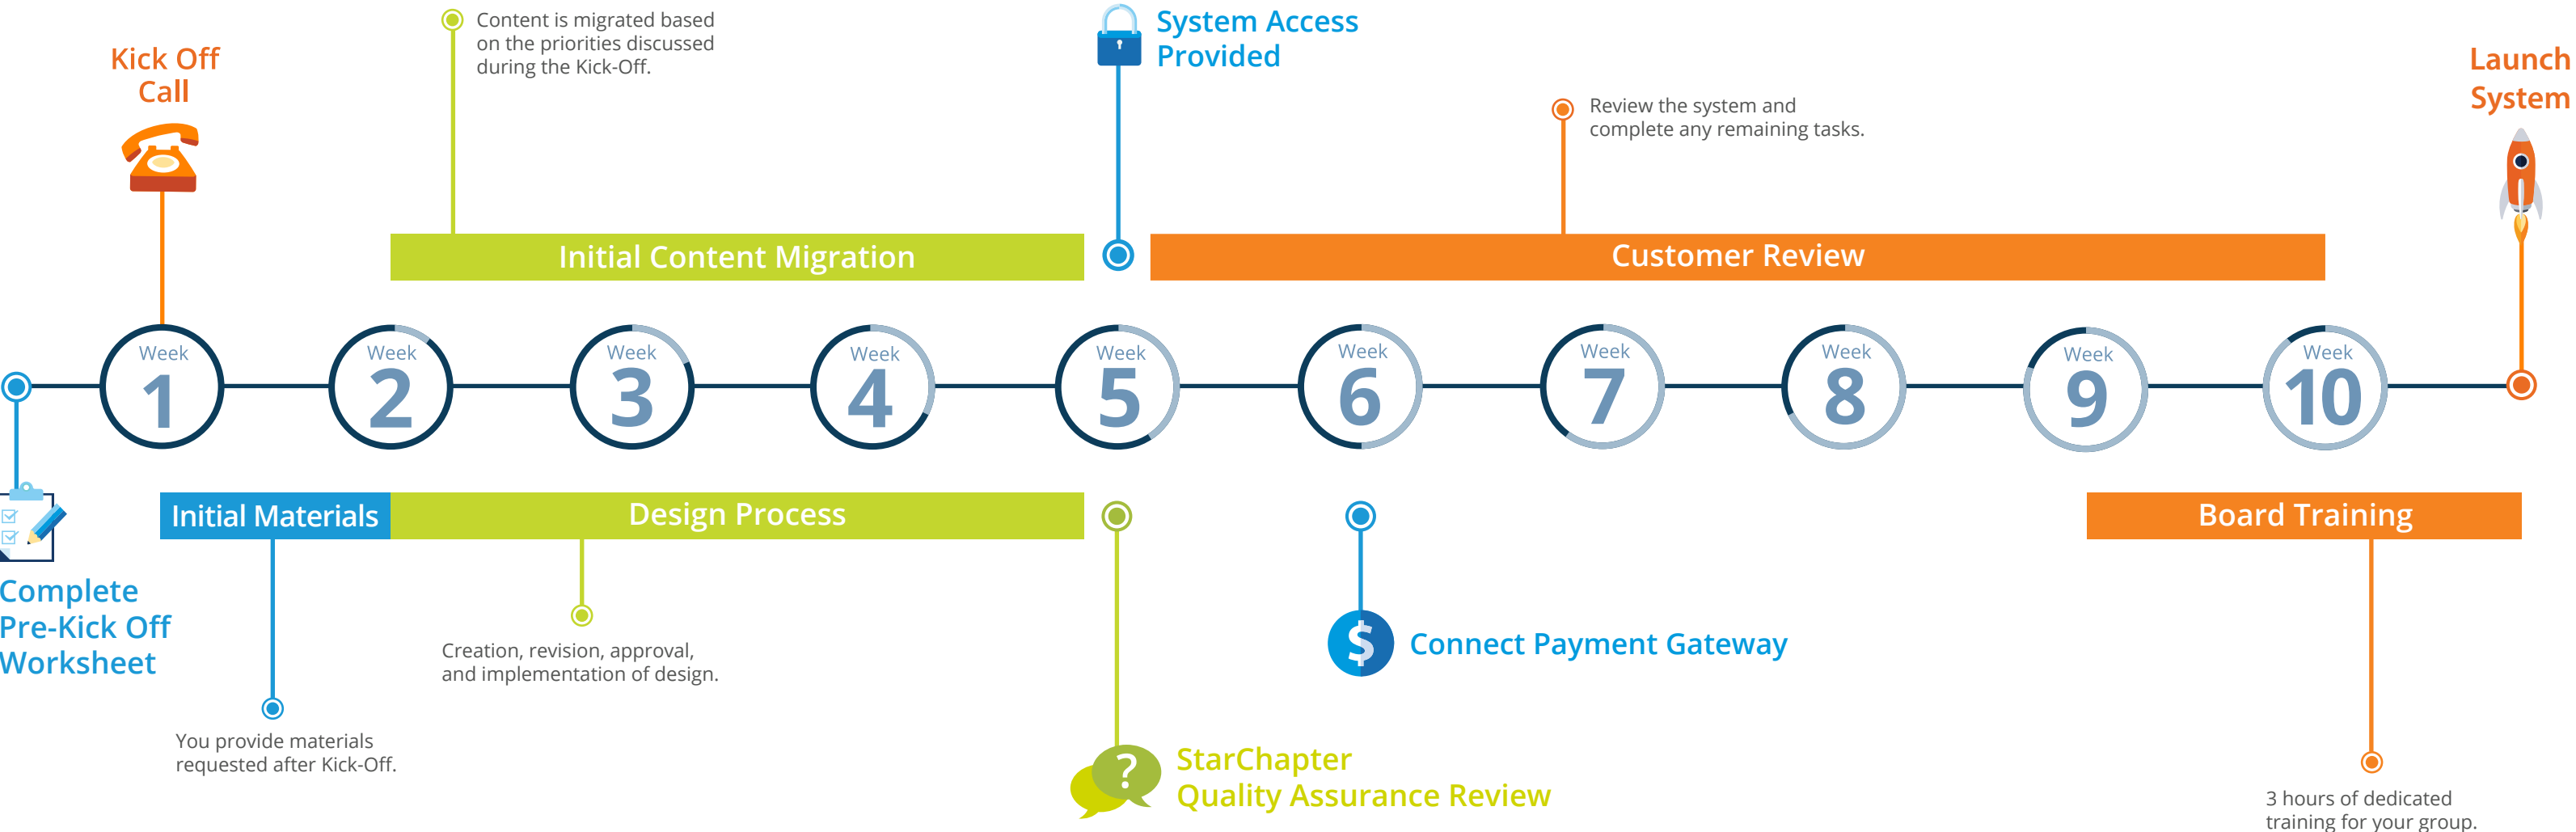 Content is migrated based
on the priorities discussed
during the Kick-Off.
System Access
Provided
Kick Off
Call
Launch
System
Review the system and
complete any remaining tasks.
Initial Content Migration
Customer Review
Week
1
Week
2
Week
3
Week
4
Week
5
Week
6
Week
7
Week
8
Week
9
Week
10
Initial Materials
Design Process
Board Training
Complete
Pre-Kick Off
Worksheet
Creation, revision, approval,
and implementation of design.
$
Connect Payment Gateway
You provide materials
requested after Kick-Off.
?
StarChapter
Quality Assurance Review
3 hours of dedicated
training for your group.